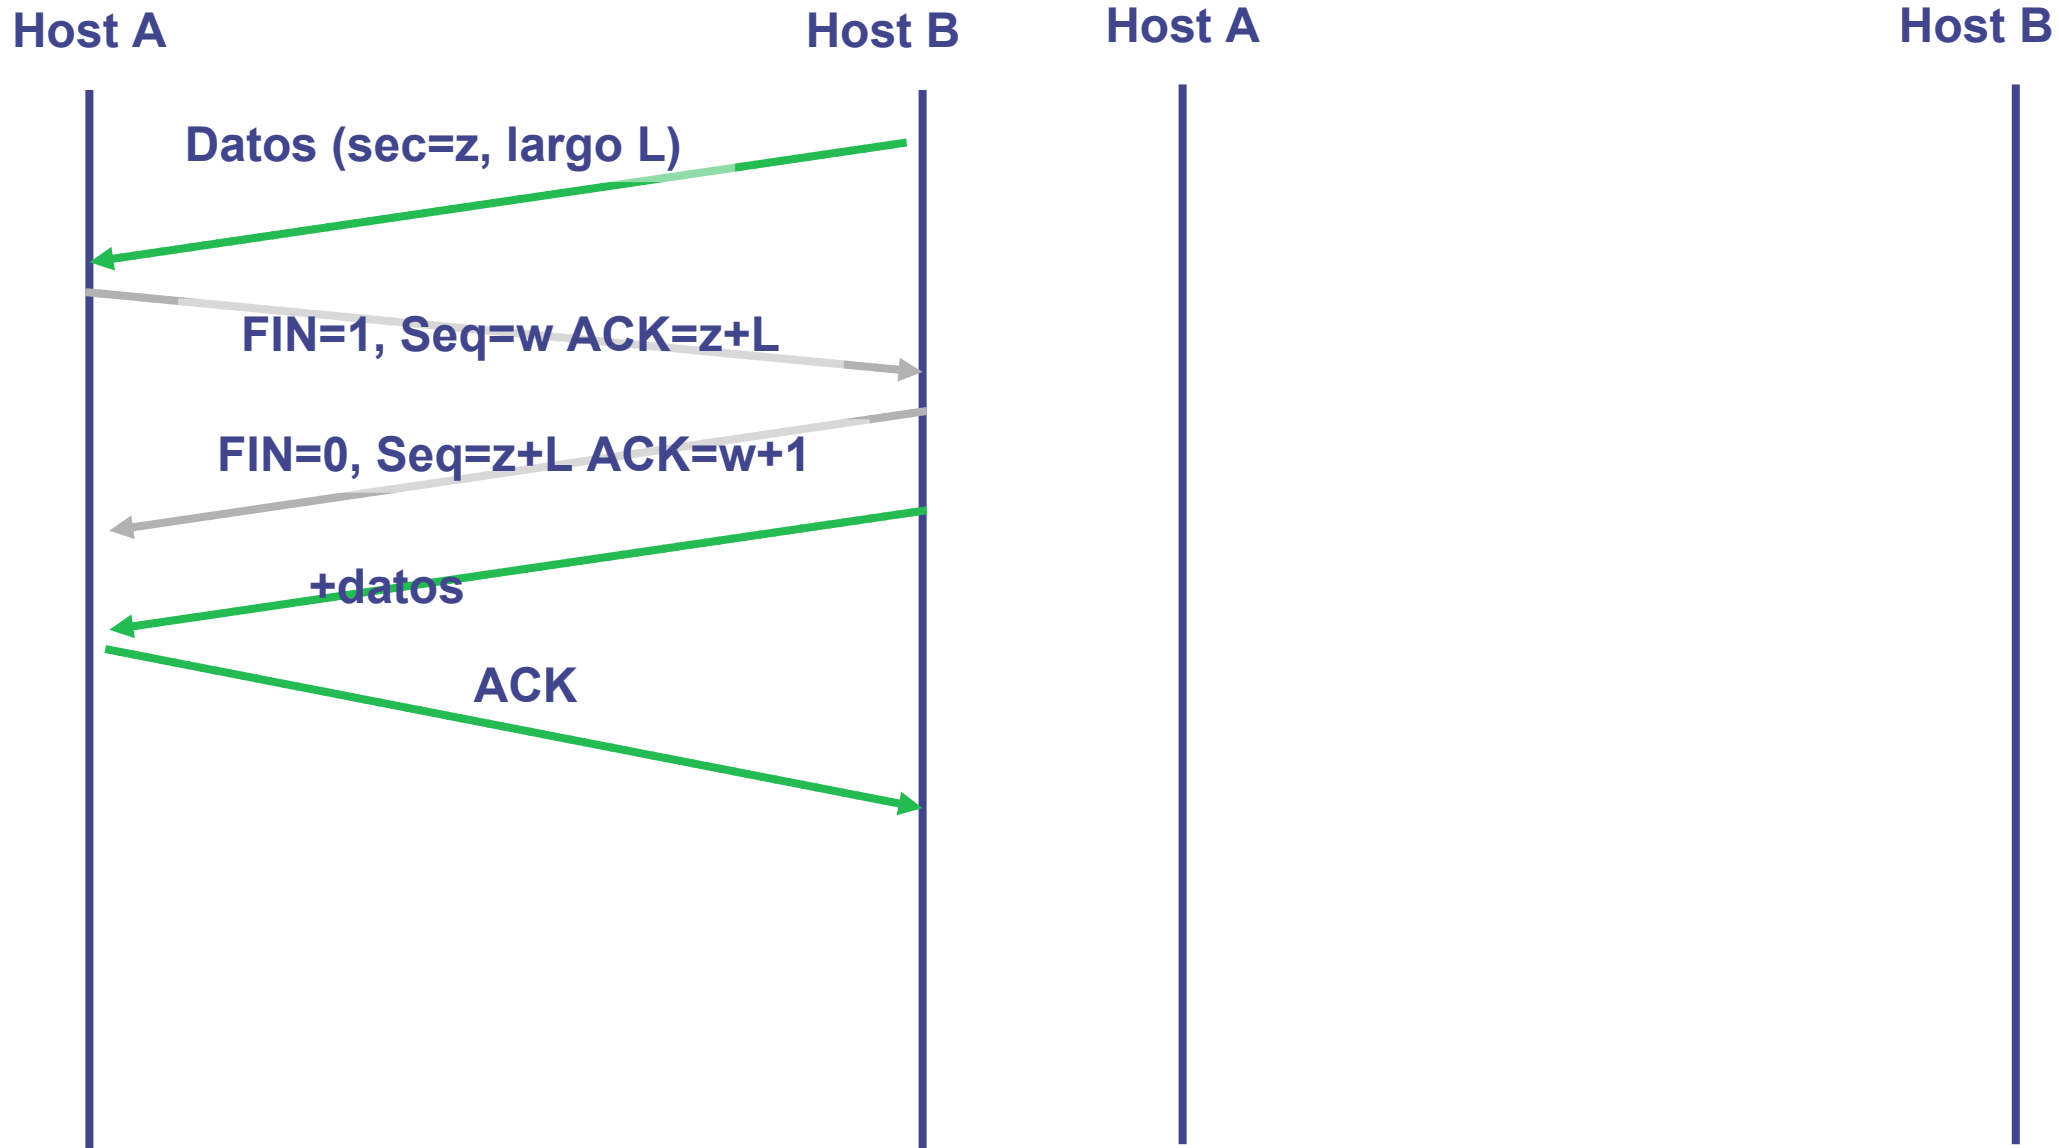 Host A
Host B
Datos (sec=z, largo L)
FIN=1, Seq=w ACK=z+L
FIN=0, Seq=z+L ACK=w+1
+datos
ACK
Host A
Host B